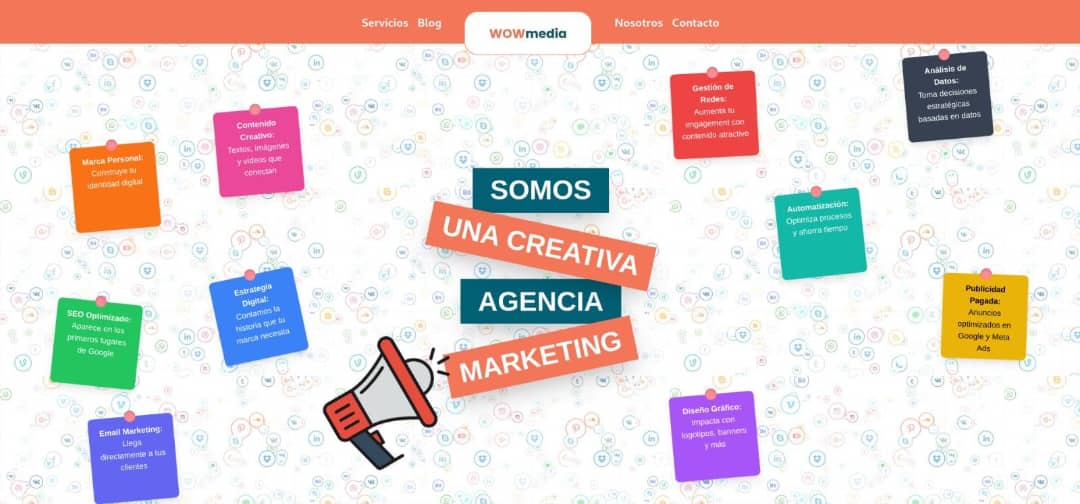 Servicios Blog
WOWmedia
Nosotros Contacto
Análisis de
Datos:
Toma decisiones
estratégicas
basadas en datos
Gestión de
Redes:
Aumenta tu
engagement con
contenido atractivo
Contenido
Creativo:
Textos, imágenes
y videos que
conectan
Marca Personal:
Construye tu
identidad digital
SOMOS
UNA CREATIVA
AGENCIA
MARKETING
Automatización:
Optimiza procesos
y ahorra tiempo
Estrategia
Digital:
Contamos la
historia que tu
marca necesita
SEO Optimizado:
Aparece en los
primeros lugares
de Google
Publicidad
Pagada:
Anuncios
optimizados en
Google y Meta
Ads
Diseño Gráfico:
Impacta con
logotipos, banners
y más
Email Marketing:
Llega
directamente a tus
clientes